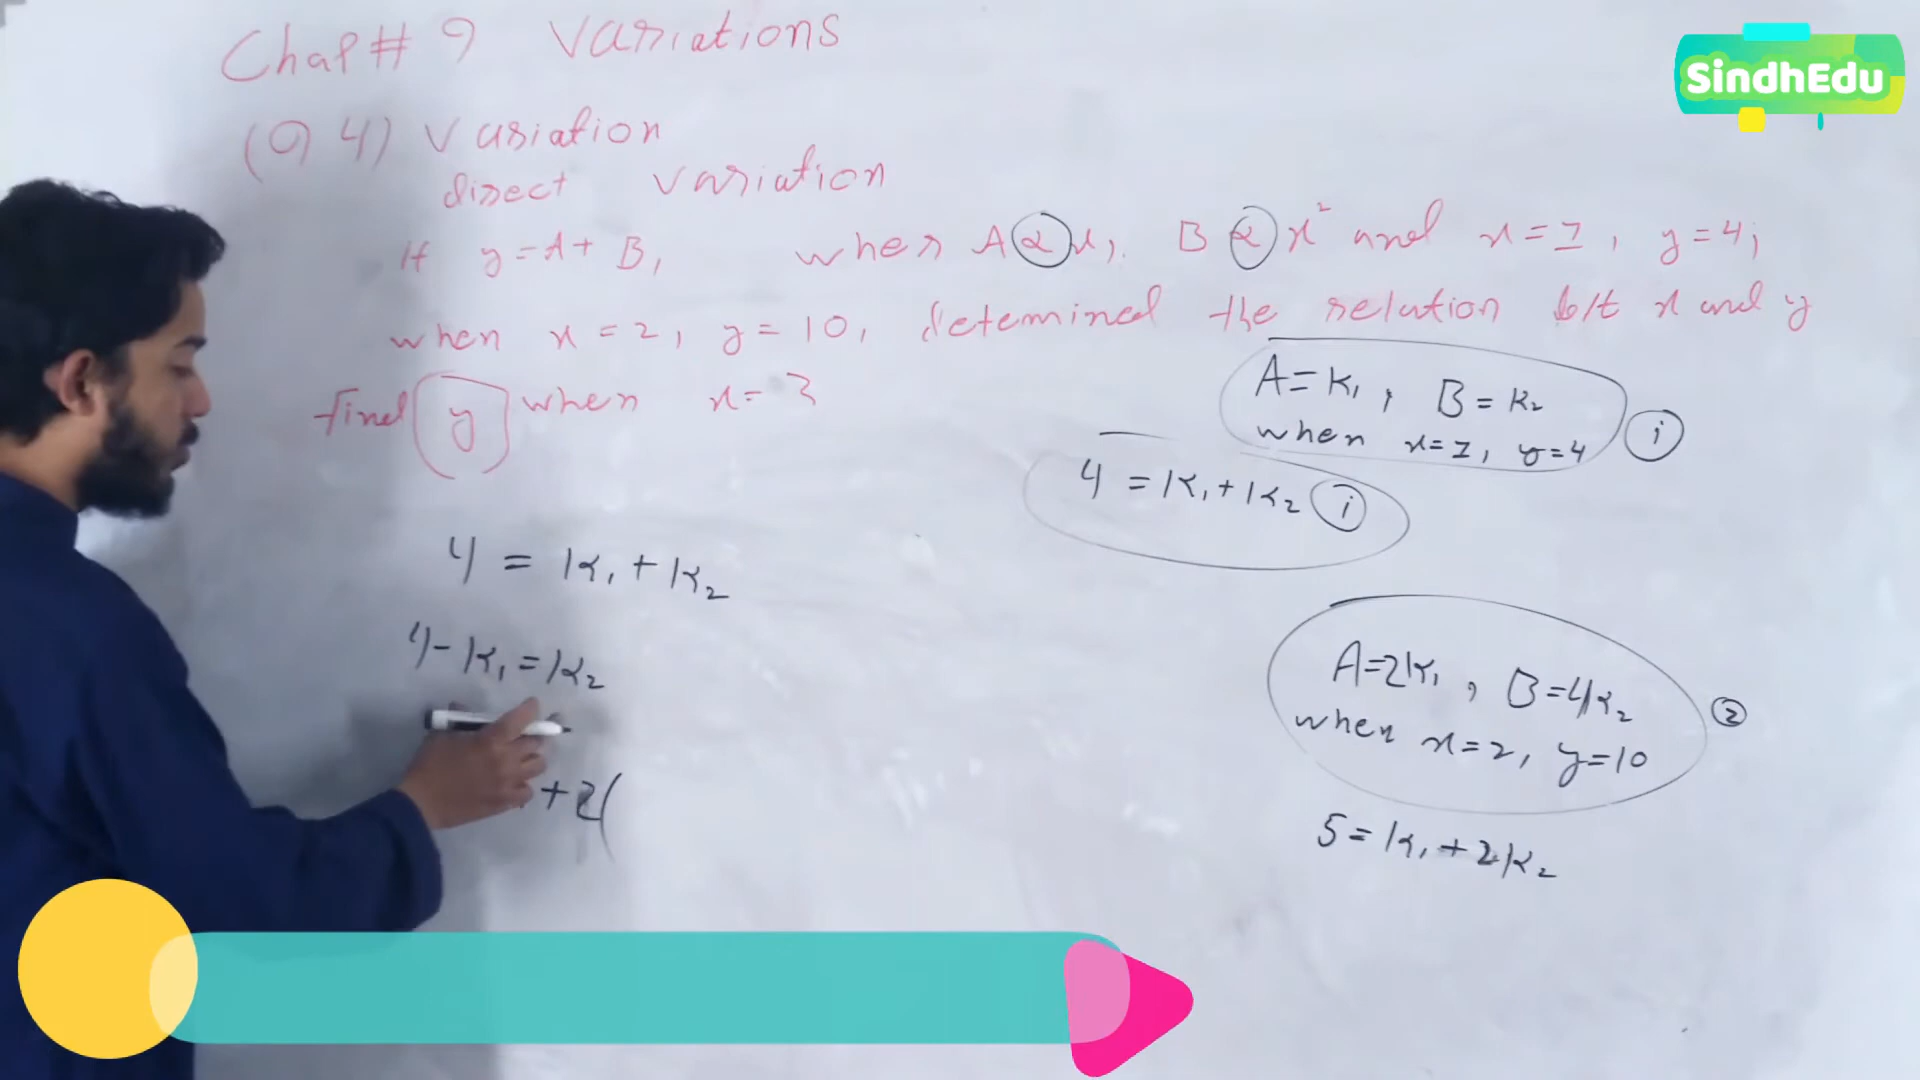 Chap# 9 Variations
SindhEdu
(Q 4) Variation
direct variation
If y=A+B, when A∝x, B∝x² and x=1, y=4;
when x=2, y=10, detemined the relation b/t x and y
find y when x=3
A=K₁, B=K₂
when x=1, y=4 i
4=K₁+K₂ i
4=K₁+K₂
4-K₁=K₂
+2(
A=2K₁, B=4K₂
when x=2, y=10 2
5=K₁+2K₂